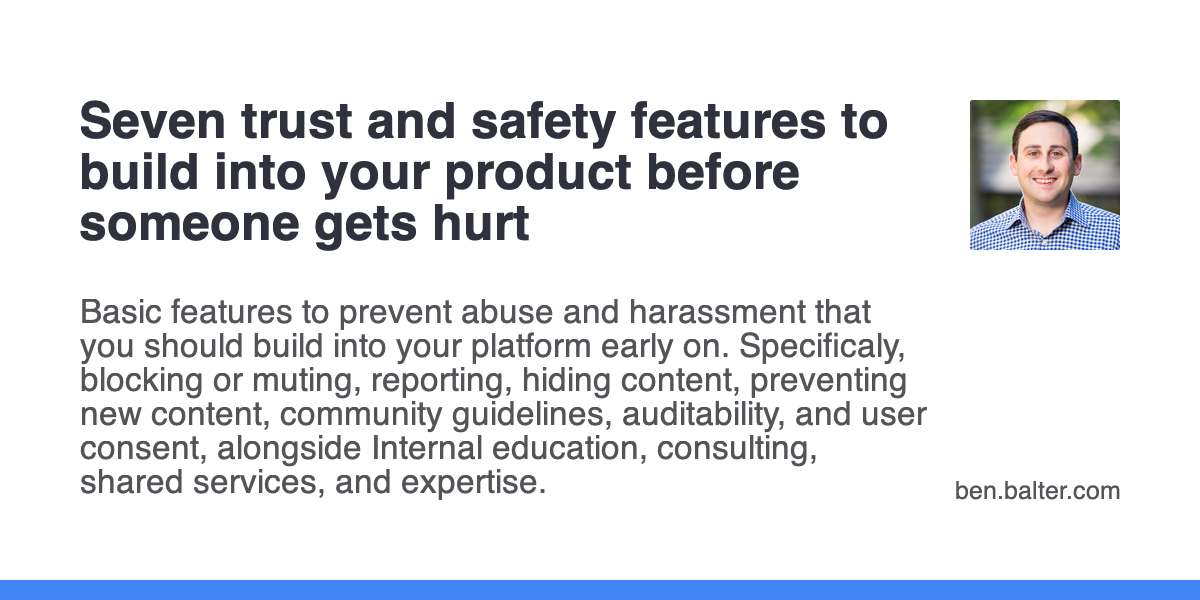 Seven trust and safety features to
build into your product before
someone gets hurt
Basic features to prevent abuse and harassment that
you should build into your platform early on. Specificaly,
blocking or muting, reporting, hiding content, preventing
new content, community guidelines, auditability, and user
consent, alongside Internal education, consulting,
shared services, and expertise.
ben.balter.com